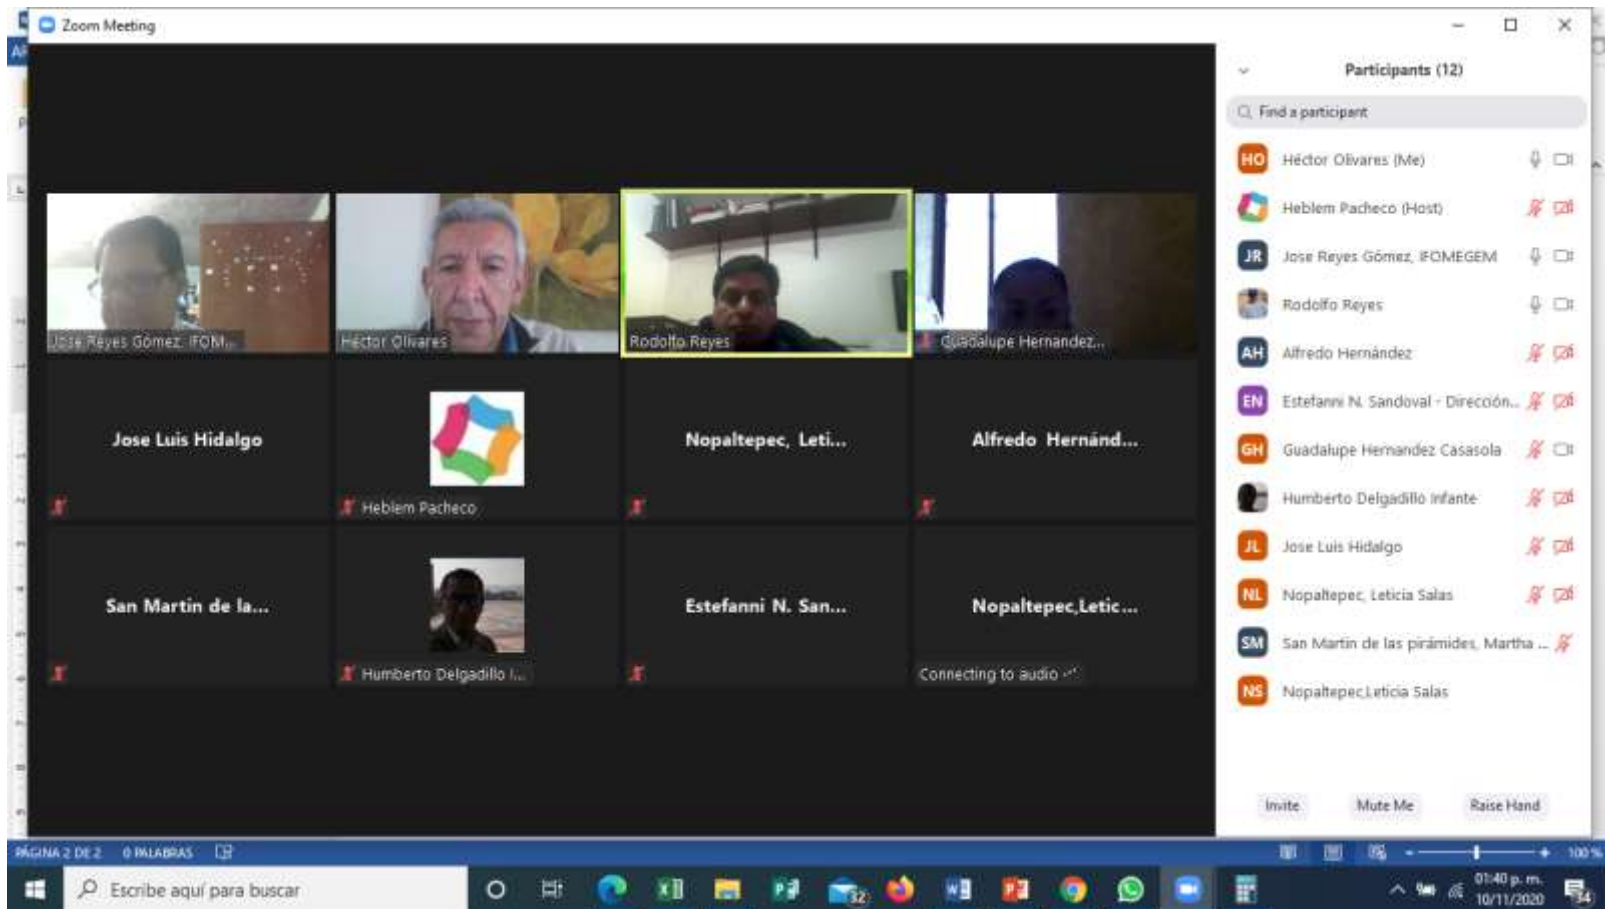 Zoom Meeting
Participants (12)
Find a participant
HO Héctor Olivares (Me)
Heblem Pacheco (Host)
JR Jose Reyes Gómez, IFOMEGEM
Rodolfo Reyes
AH Alfredo Hernández
EN Estefanni N. Sandoval - Dirección...
GH Guadalupe Hernandez Casasola
Humberto Delgadillo Infante
JL Jose Luis Hidalgo
NL Nopaltepec, Leticia Salas
SM San Martin de las pirámides, Martha ...
NS Nopaltepec,Leticia Salas
Invite Mute Me Raise Hand
Jose Reyes Gómez, IFOM...
Héctor Olivares
Rodolfo Reyes
Guadalupe Hernandez...
Jose Luis Hidalgo
Heblem Pacheco
Nopaltepec, Leti...
Alfredo Hernánd...
San Martin de la...
Humberto Delgadillo I...
Estefanni N. San...
Nopaltepec,Letic...
Connecting to audio
PÁGINA 2 DE 2 0 PALABRAS
100%
Escribe aquí para buscar
32
01:40 p. m.
10/11/2020
34